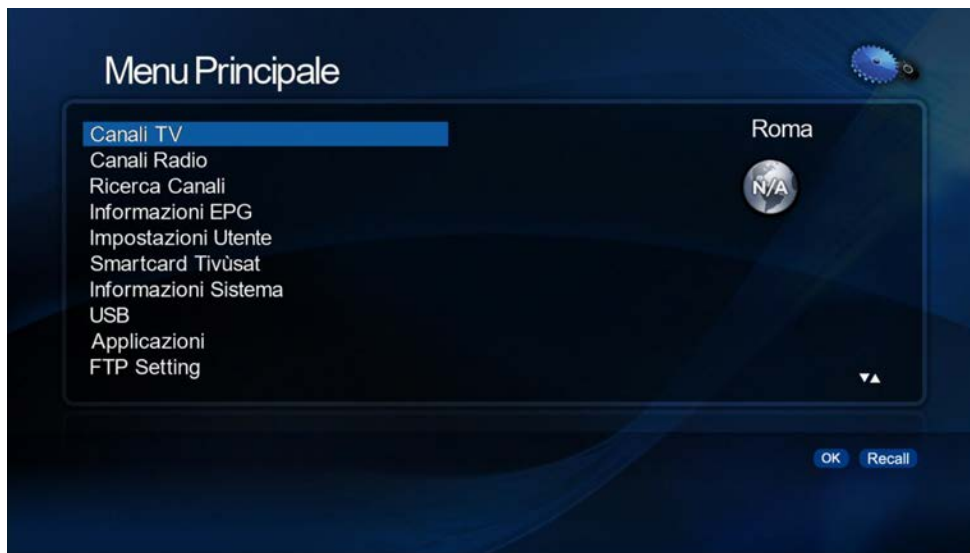 Menu Principale
Canali TV
Roma
Canali Radio
Ricerca Canali
N/A
Informazioni EPG
Impostazioni Utente
Smartcard Tivùsat
Informazioni Sistema
USB
Applicazioni
FTP Setting
OK Recall